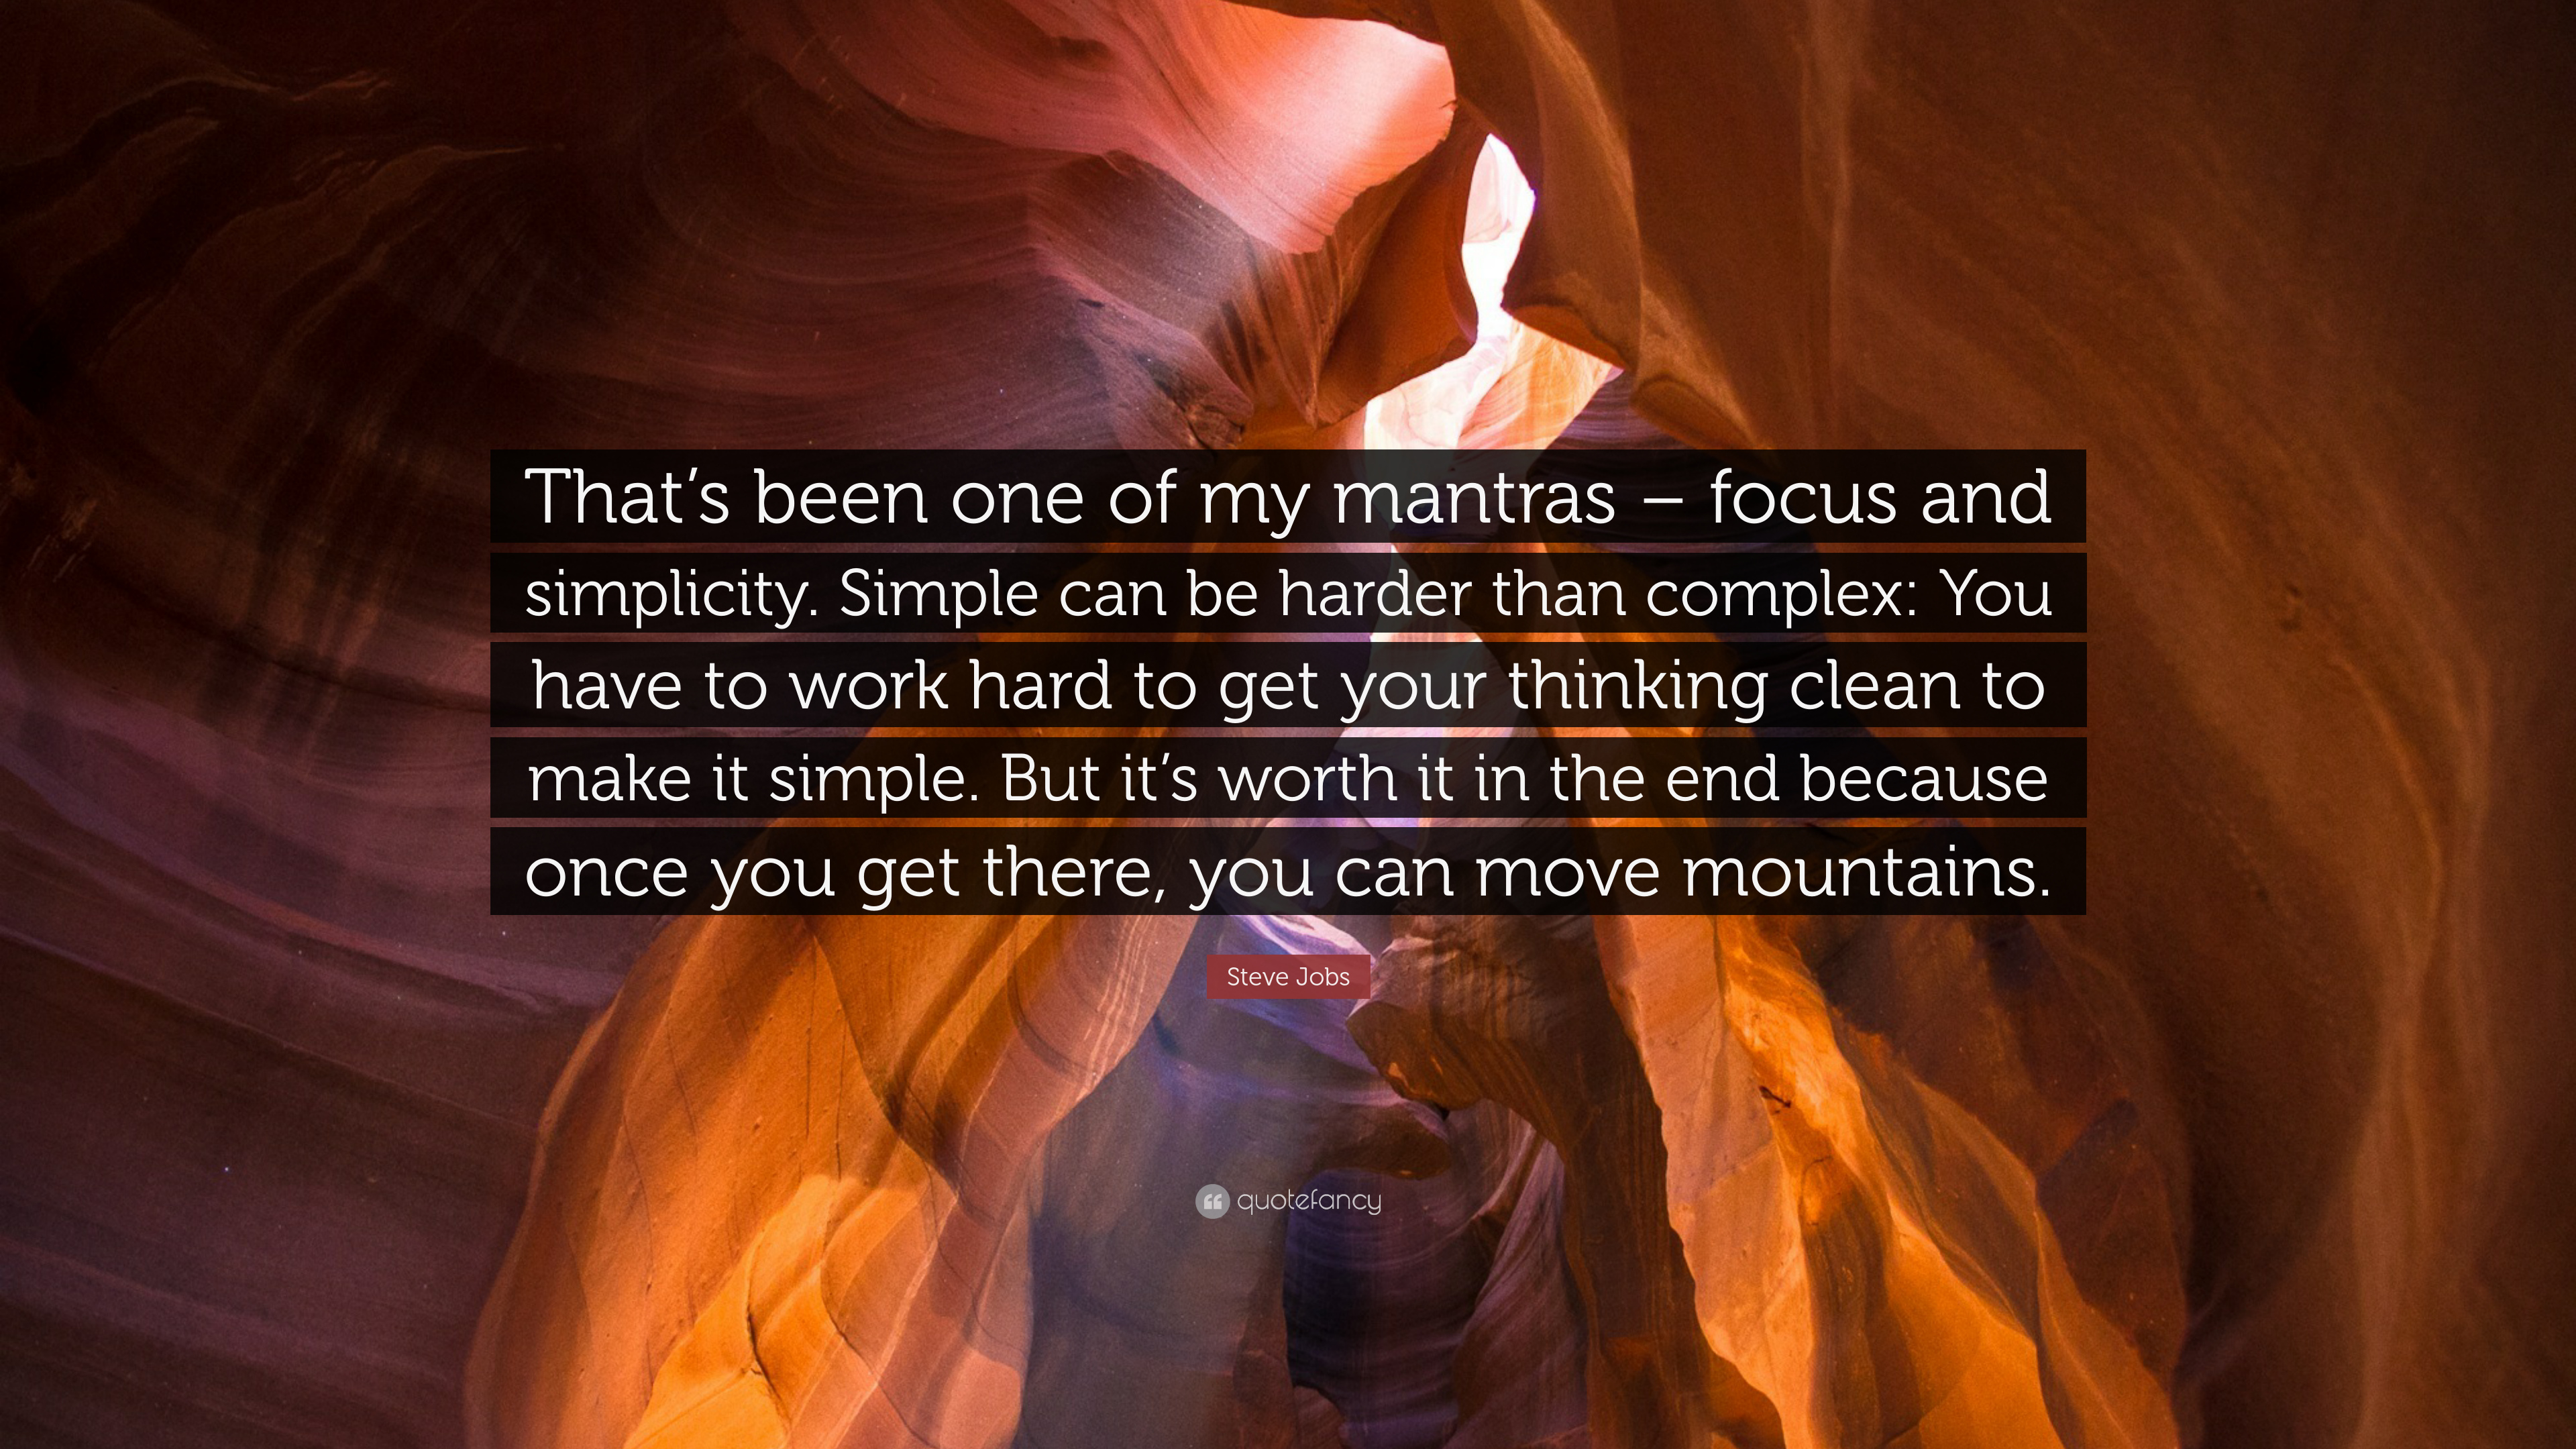 That’s been one of my mantras – focus and
simplicity. Simple can be harder than complex: You
have to work hard to get your thinking clean to
make it simple. But it’s worth it in the end because
once you get there, you can move mountains.
Steve Jobs
quotefancy